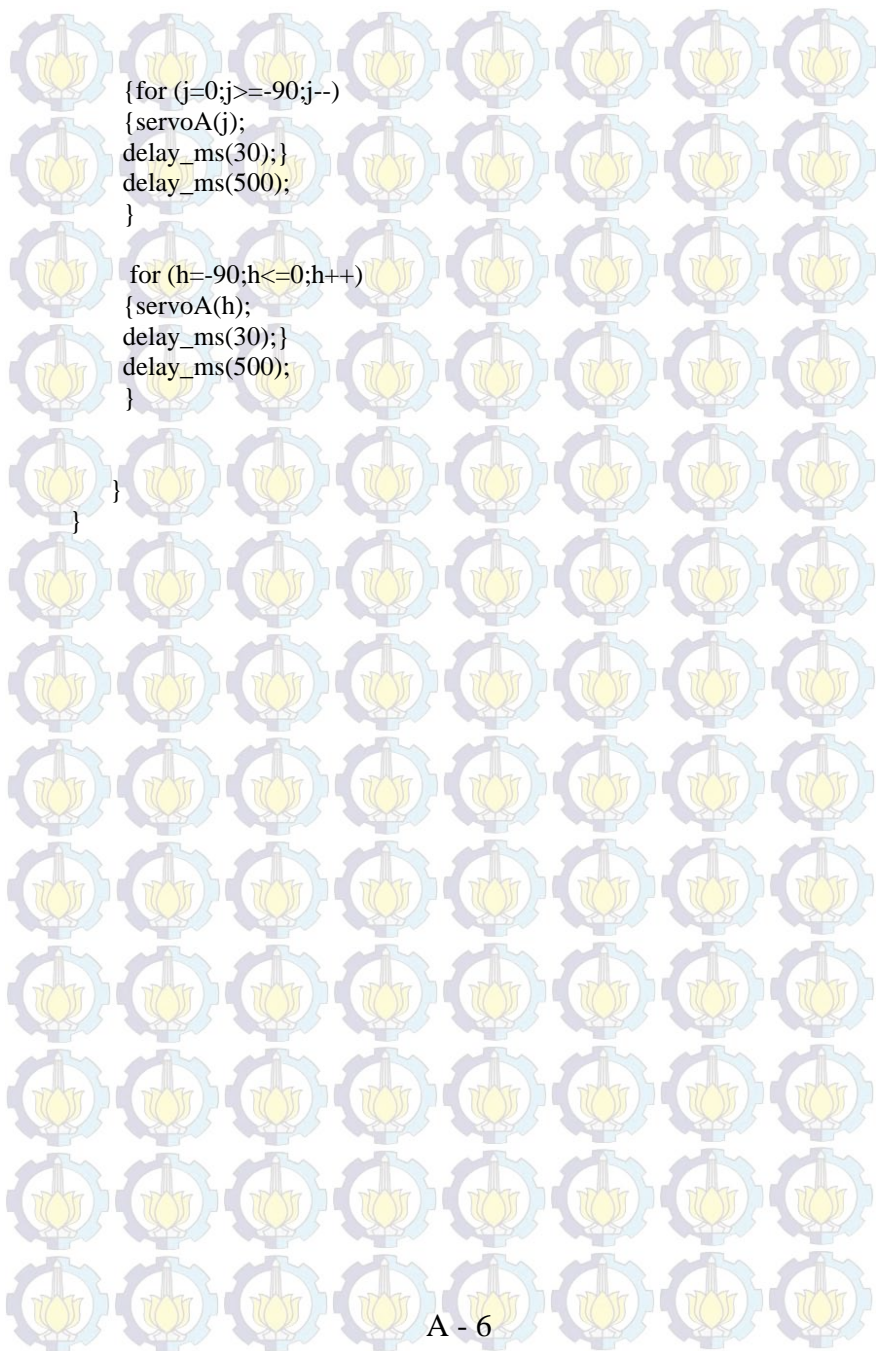 {for (j=0;j>=-90;j--)
{servoA(j);
delay_ms(30);}
delay_ms(500);
}
for (h=-90;h<=0;h++)
{servoA(h);
delay_ms(30);}
delay_ms(500);
}
}
}
A - 6